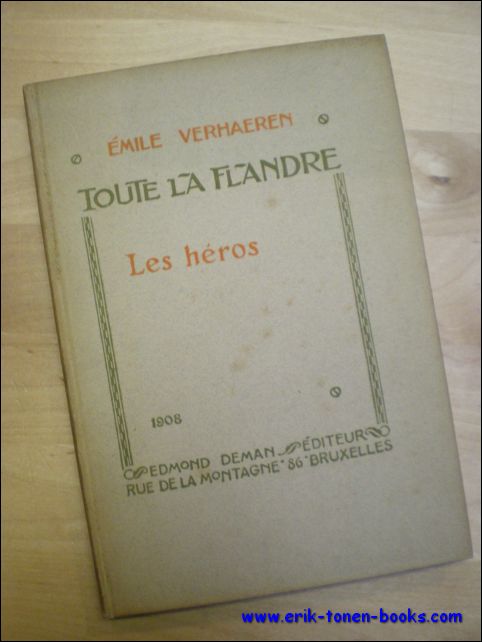 ÉMILE VERHAEREN
TOUTE LA FLANDRE
Les héros
1908
EDMOND DEMAN ÉDITEUR
RUE DE LA MONTAGNE * 86 * BRUXELLES
www.erik-tonen-books.com